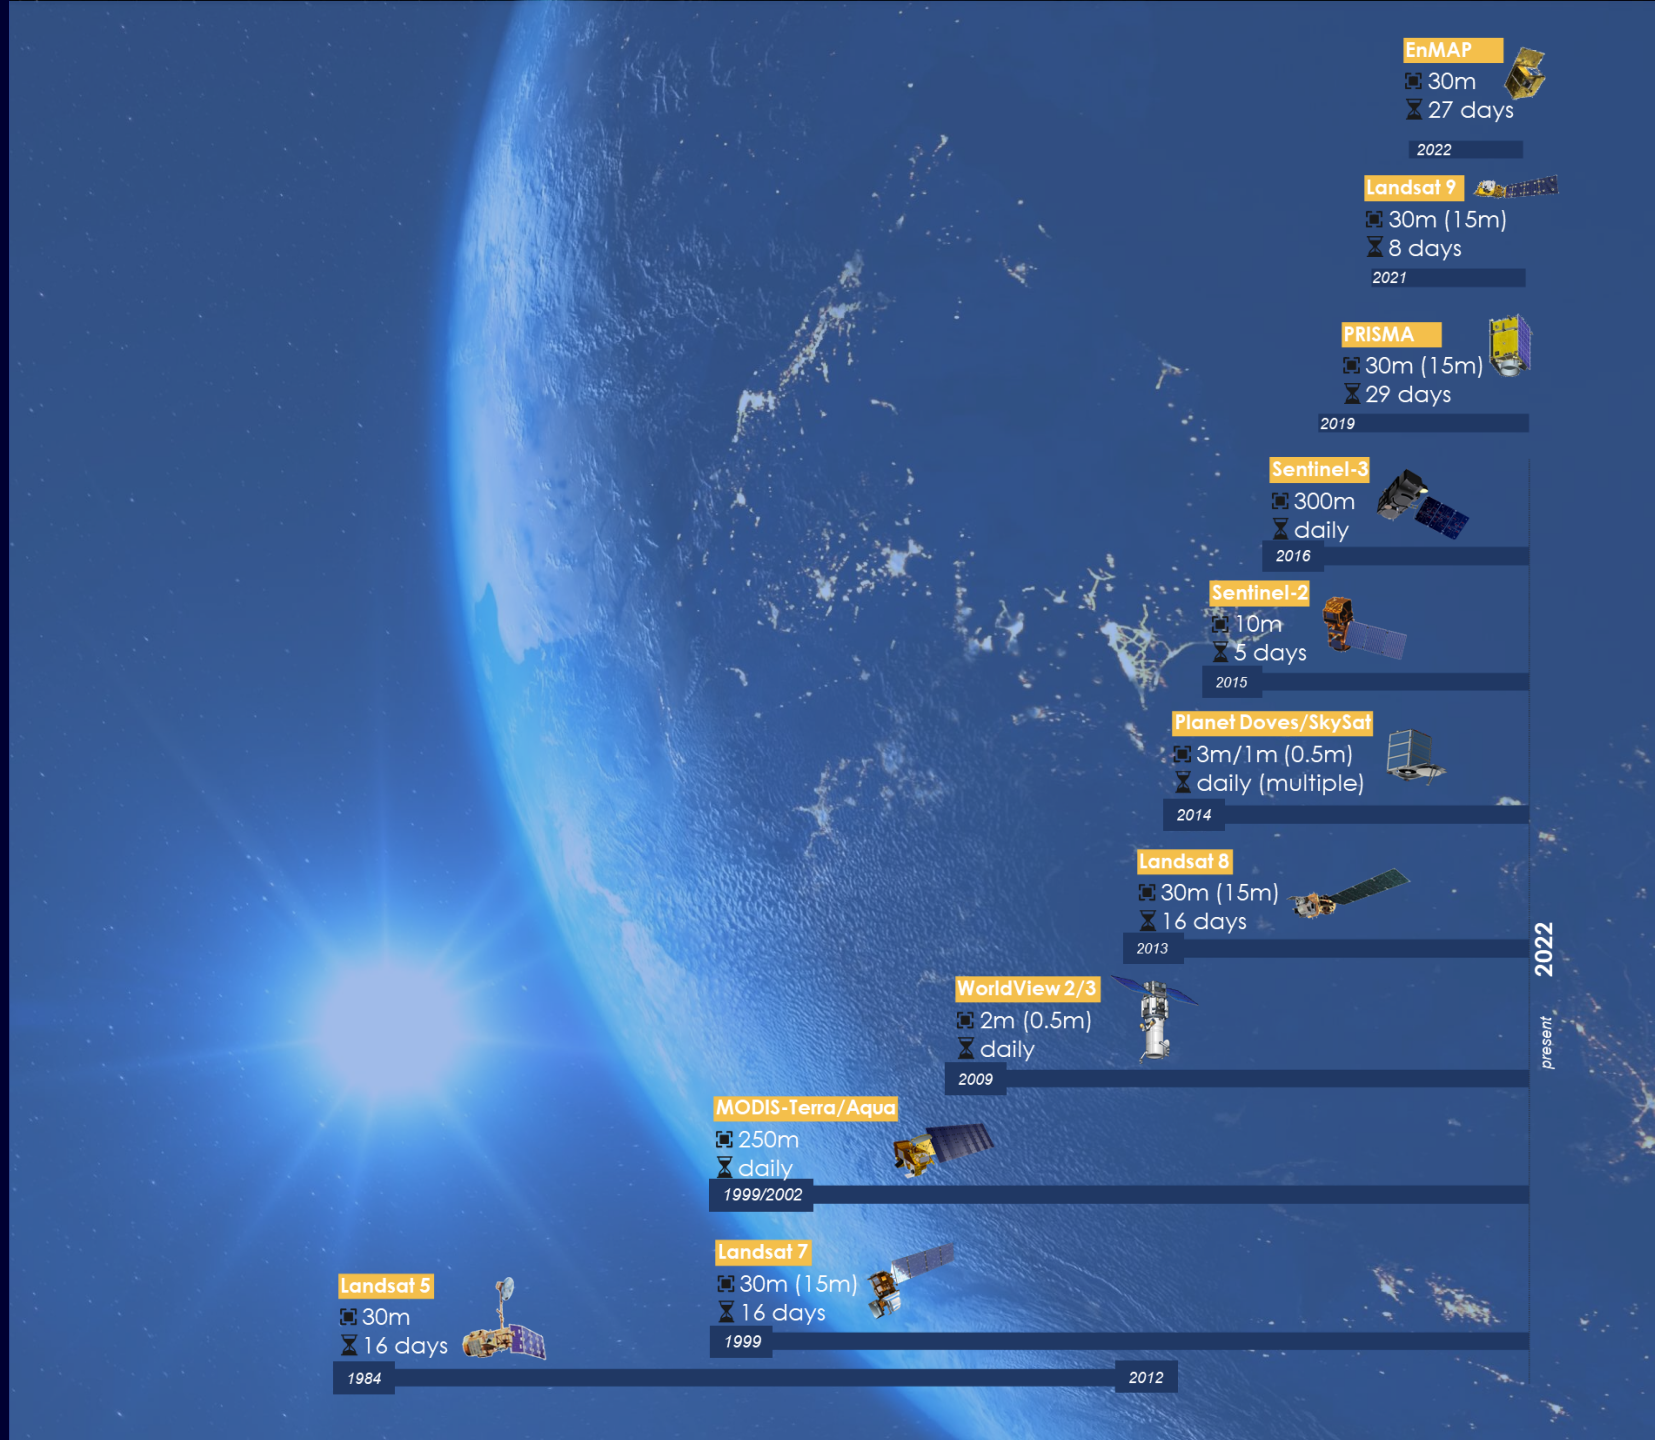 EnMAP
30m
27 days
2022
Landsat 9
30m (15m)
8 days
2021
PRISMA
30m (15m)
29 days
2019
Sentinel-3
300m
daily
2016
Sentinel-2
10m
5 days
2015
Planet Doves/SkySat
3m/1m (0.5m)
daily (multiple)
2014
Landsat 8
30m (15m)
16 days
2013
WorldView 2/3
2m (0.5m)
daily
2009
MODIS-Terra/Aqua
250m
daily
1999/2002
Landsat 7
30m (15m)
16 days
1999
Landsat 5
30m
16 days
1984
2012
present 2022